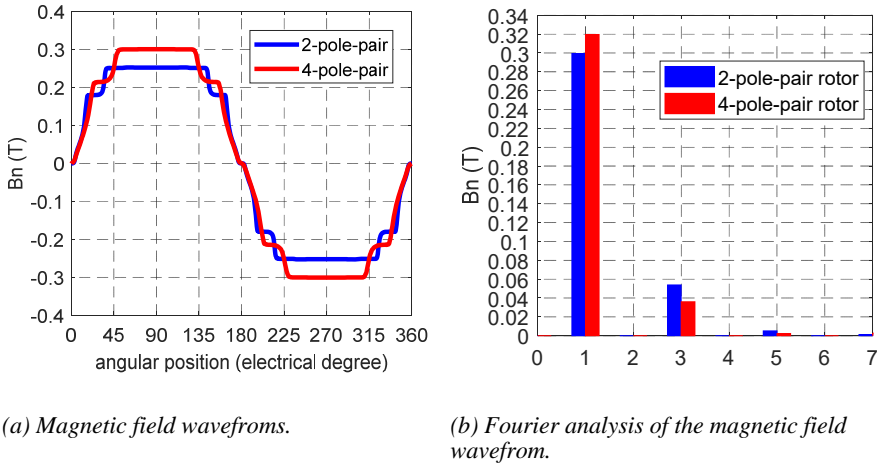 0.4
0.3
0.2
0.1
0
-0.1
-0.2
-0.3
-0.4
Bn (T)
2-pole-pair
4-pole-pair
0 45 90 135 180 225 270 315 360
angular position (electrical degree)
(a) Magnetic field wavefroms.
0.34
0.32
0.3
0.28
0.26
0.24
0.22
0.2
0.18
0.16
0.14
0.12
0.1
0.08
0.06
0.04
0.02
0
Bn (T)
2-pole-pair rotor
4-pole-pair rotor
0 1 2 3 4 5 6 7
(b) Fourier analysis of the magnetic field
wavefrom.